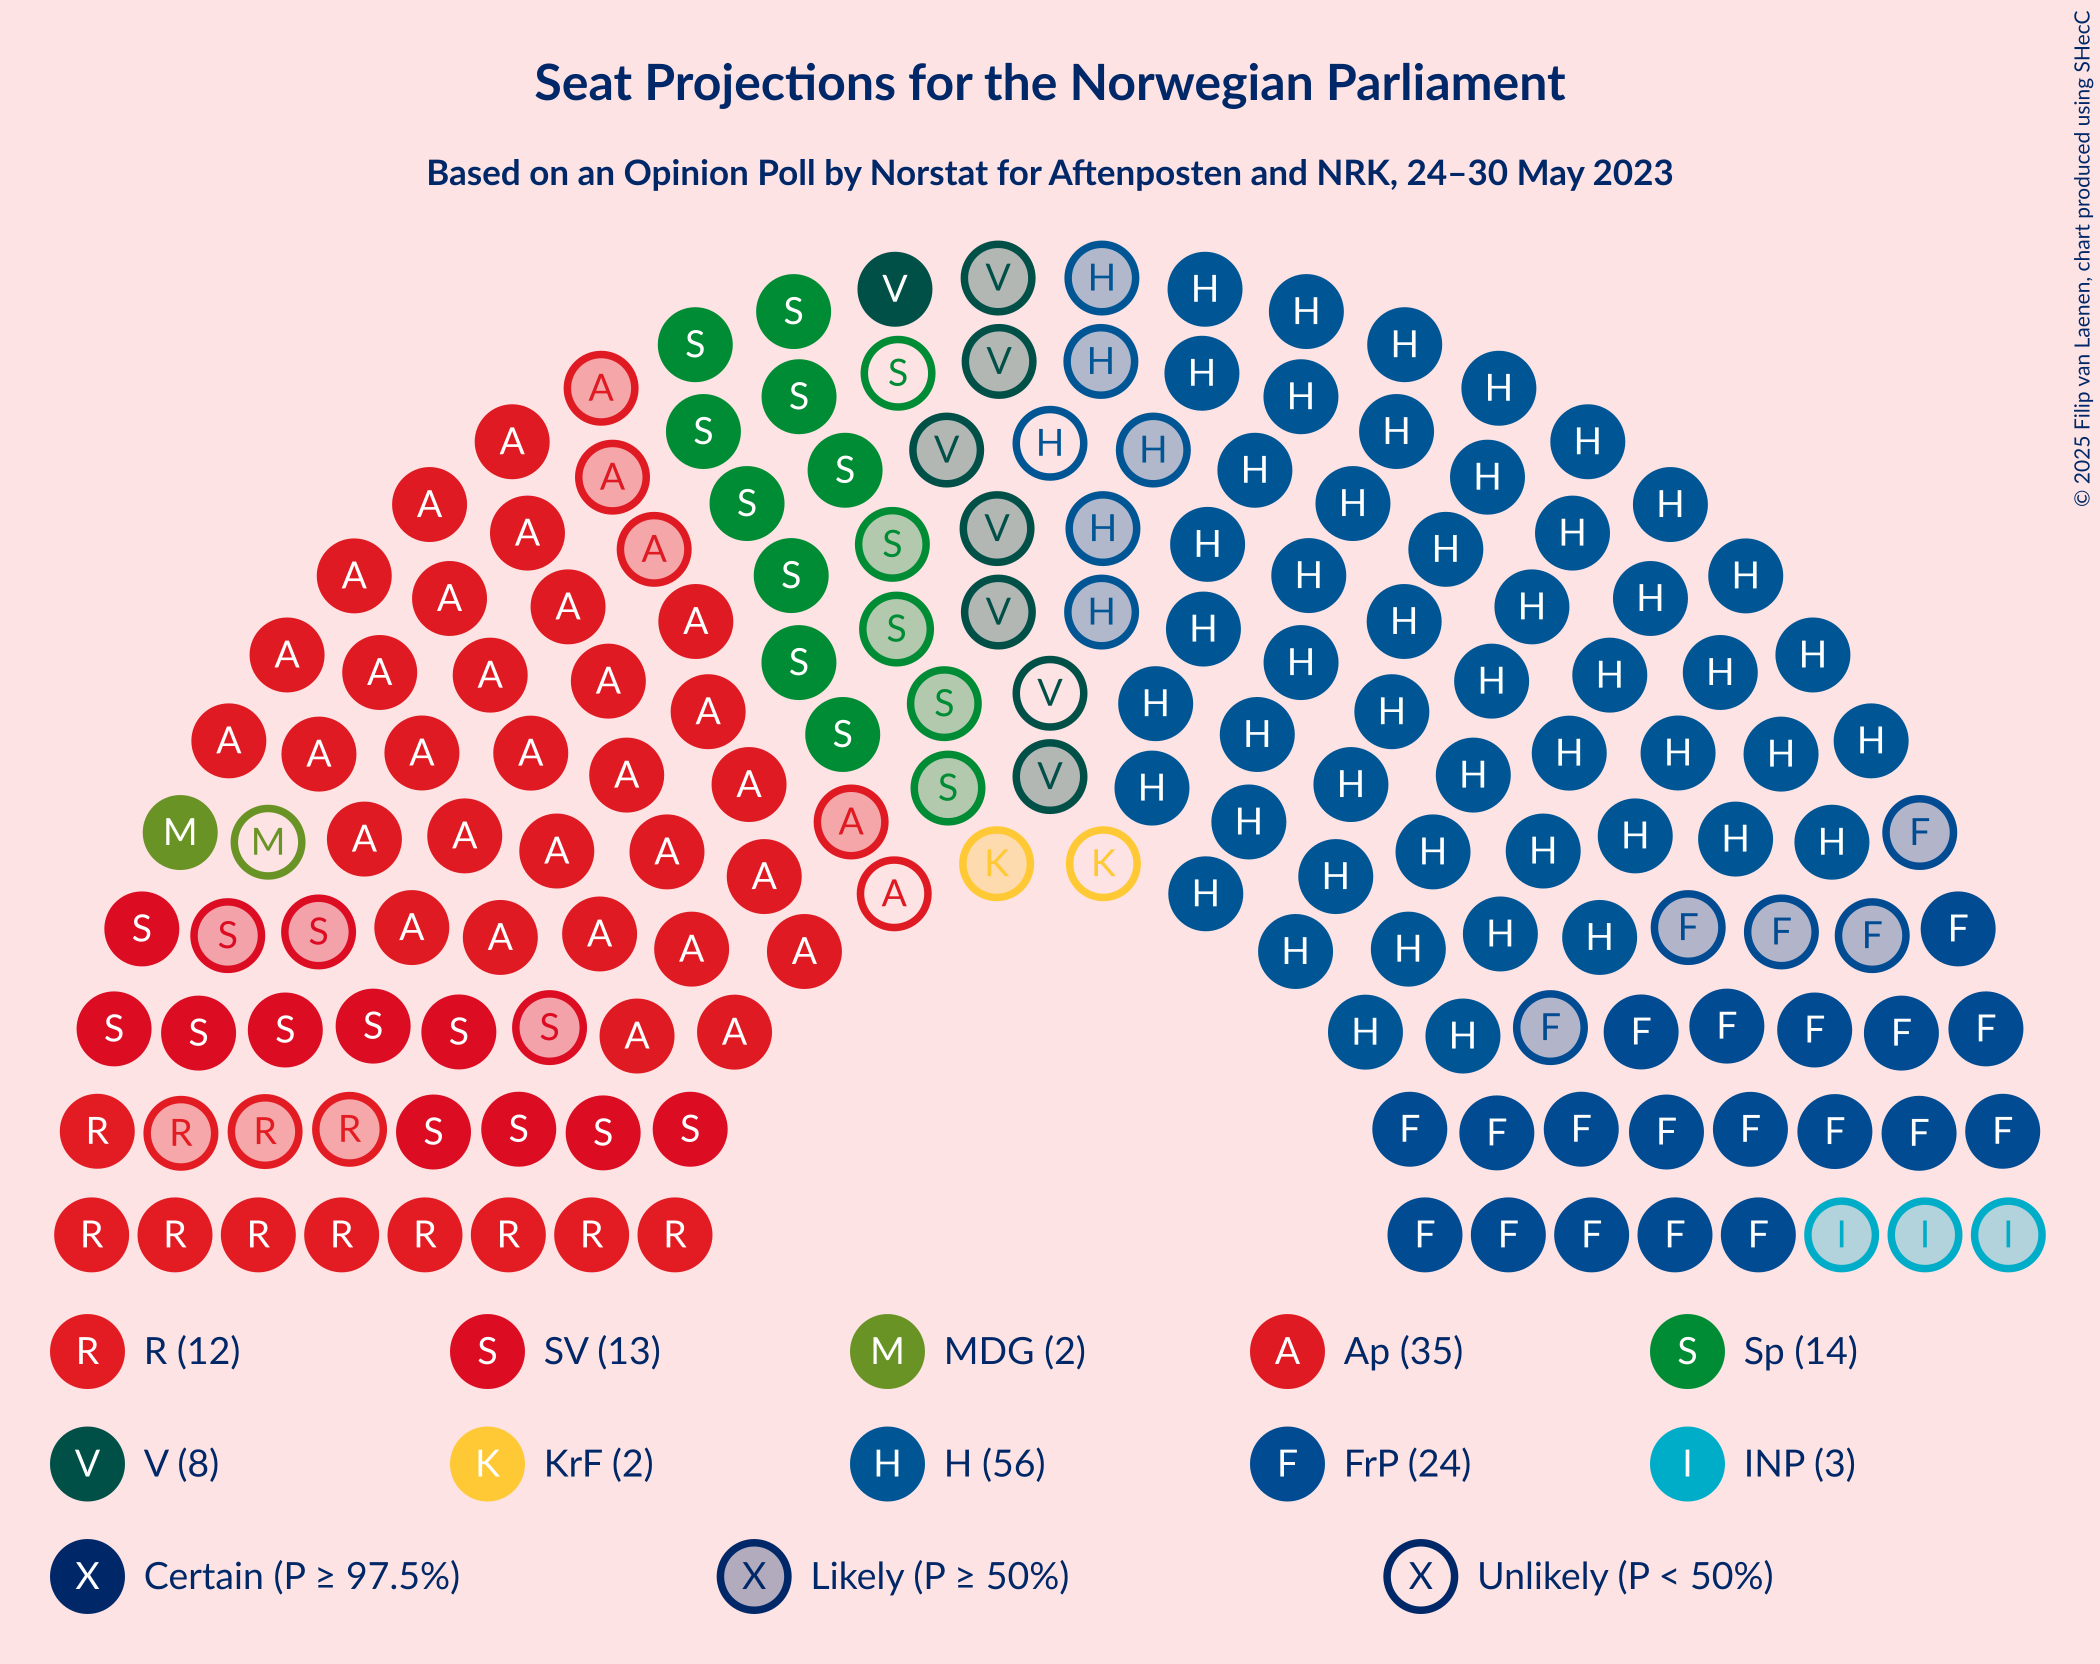 Seat Projections for the Norwegian Parliament
Based on an Opinion Poll by Norstat for Aftenposten and NRK, 24–30 May 2023
© 2025 Filip van Laenen, chart produced using SHecC
V V H H
S S H H
S V H H
A S H H
S V H H
A S H H
A S H H
A S H H
A S H H
A S V H H H
A A S H H H
A A S H H
A A S V H H H
A A S H H
A A S V H H H
A A S H H
A A S V H H H
A A A H H H
A A A A A H H H H H
M M A A A A A A A K K H H H H H H H H F
S S S A A A A A H H H H F F F F
S S S S S S A A H H F F F F F F
R R R R S S S S F F F F F F F F
R R R R R R R R F F F F F I I I
R R (12) S SV (13) M MDG (2) A Ap (35) S Sp (14)
V V (8) K KrF (2) H H (56) F FrP (24) I INP (3)
X Certain (P ≥ 97.5%) X Likely (P ≥ 50%) X Unlikely (P < 50%)